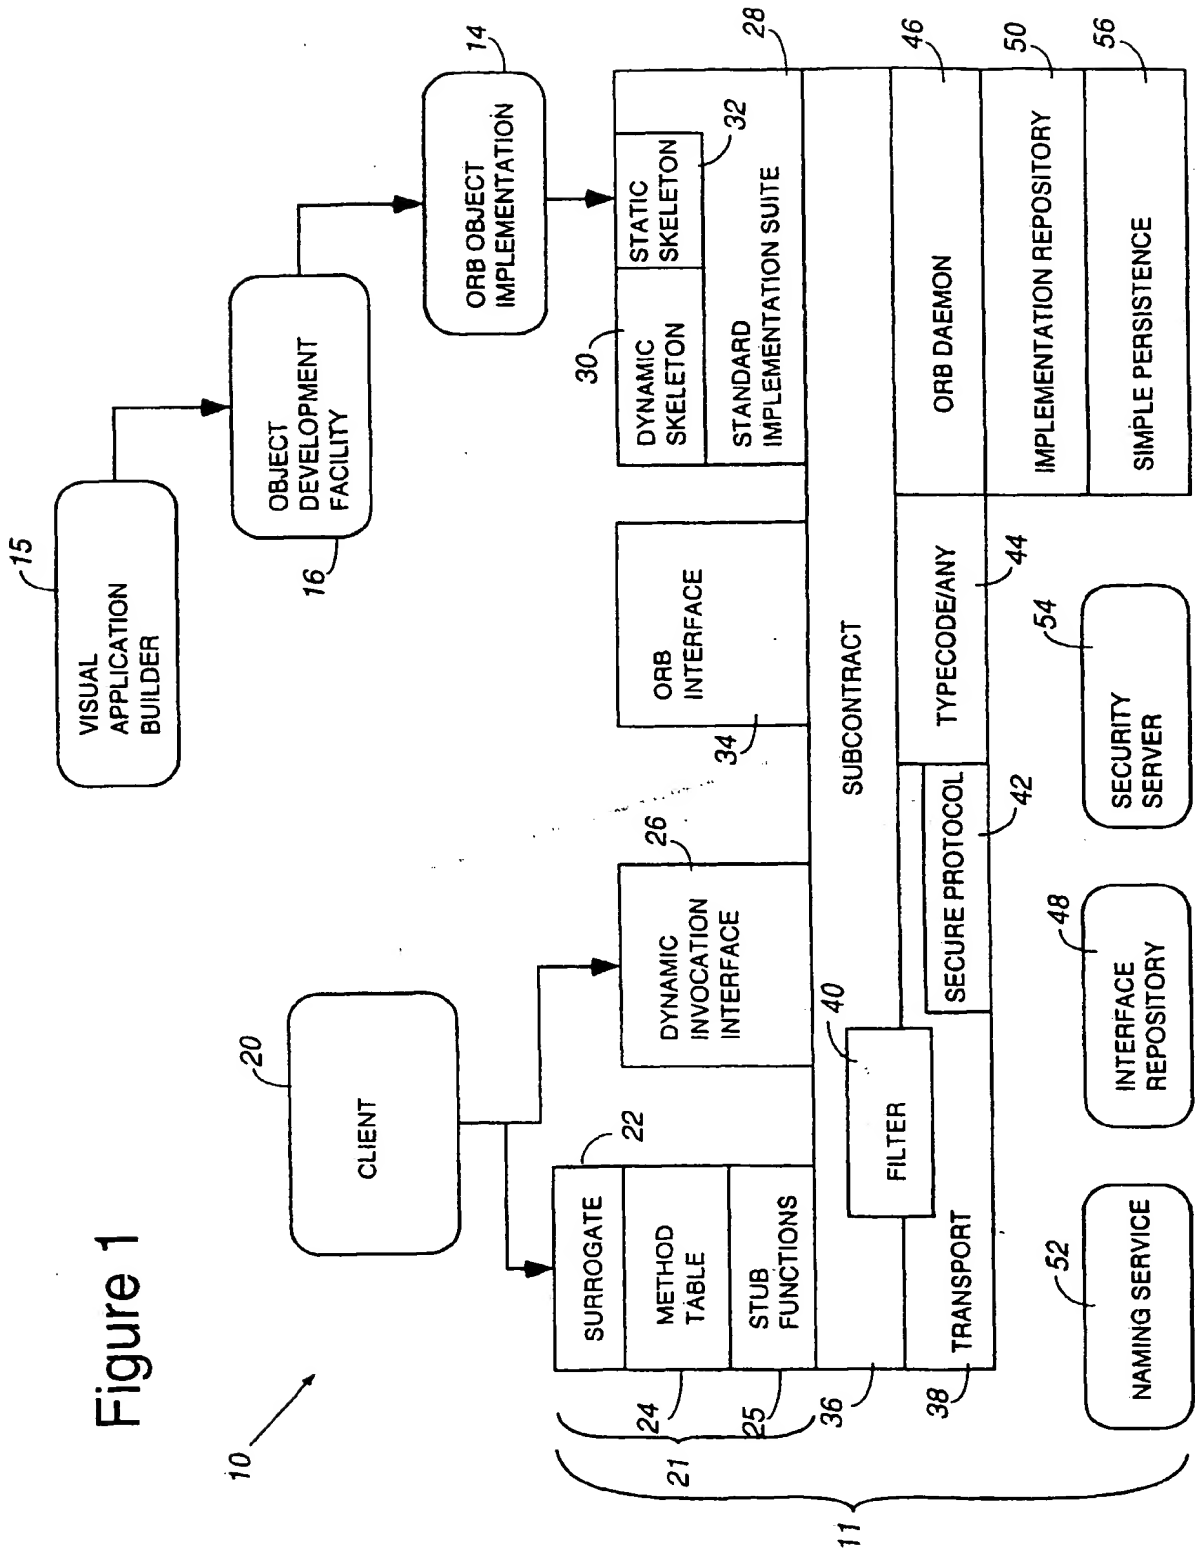 Figure 1
10
20
CLIENT
15
VISUAL
APPLICATION
BUILDER
16
OBJECT
DEVELOPMENT
FACILITY
14
ORB OBJECT
IMPLEMENTATION
22
SURROGATE
24
METHOD
TABLE
25
STUB
FUNCTIONS
21
11
26
DYNAMIC
INVOCATION
INTERFACE
34
ORB
INTERFACE
30
DYNAMIC
SKELETON
STATIC
SKELETON
32
28
STANDARD
IMPLEMENTATION SUITE
36
SUBCONTRACT
40
FILTER
38
TRANSPORT
SECURE PROTOCOL
42
TYPECODE/ANY
44
ORB DAEMON
46
IMPLEMENTATION REPOSITORY
50
SIMPLE PERSISTENCE
56
52
NAMING SERVICE
48
INTERFACE
REPOSITORY
54
SECURITY
SERVER